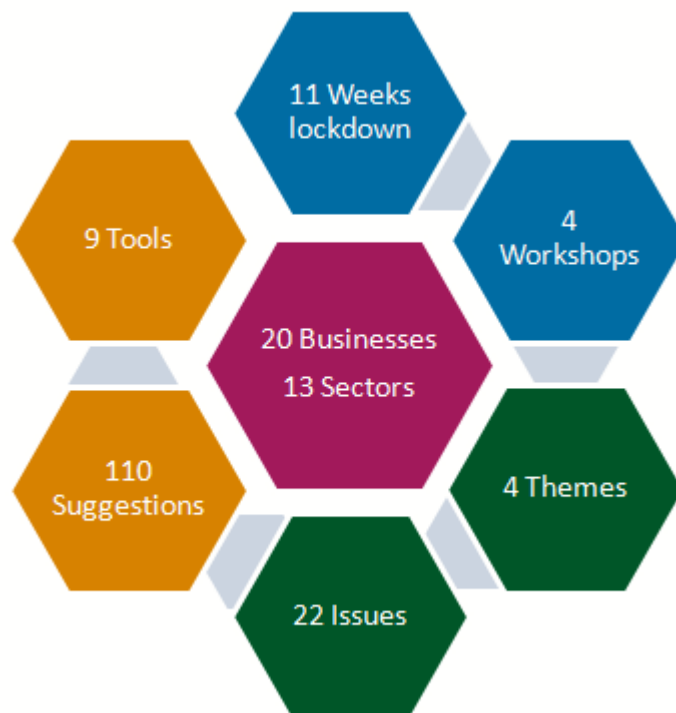 11 Weeks
lockdown
4
Workshops
4 Themes
22 Issues
110
Suggestions
9 Tools
20 Businesses
13 Sectors